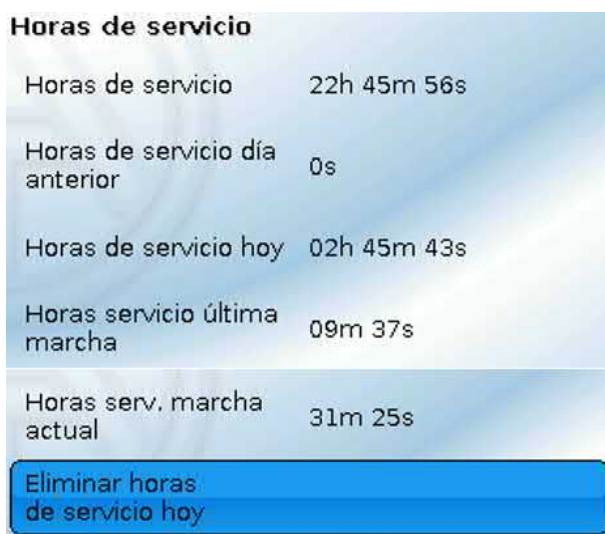 Horas de servicio
Horas de servicio 22h 45m 56s
Horas de servicio día
anterior
0s
Horas de servicio hoy 02h 45m 43s
Horas servicio última
marcha
09m 37s
Horas serv. marcha
actual
31m 25s
Eliminar horas
de servicio hoy